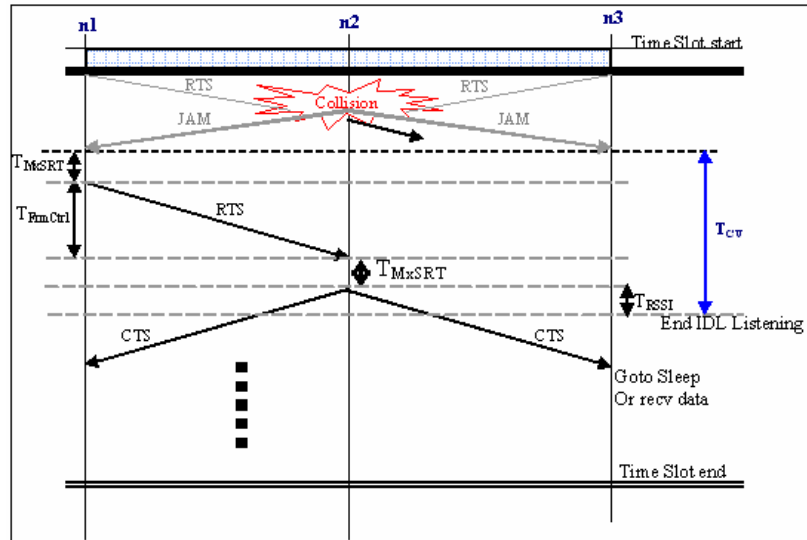 n1
n2
n3
Time Slot start
RTS
RTS
Collision
JAM
JAM
TMxSRT
TFrmCtrl
RTS
TCU
TMxSRT
TRSSI
End IDL Listening
CTS
CTS
Goto Sleep
Or recv data
Time Slot end